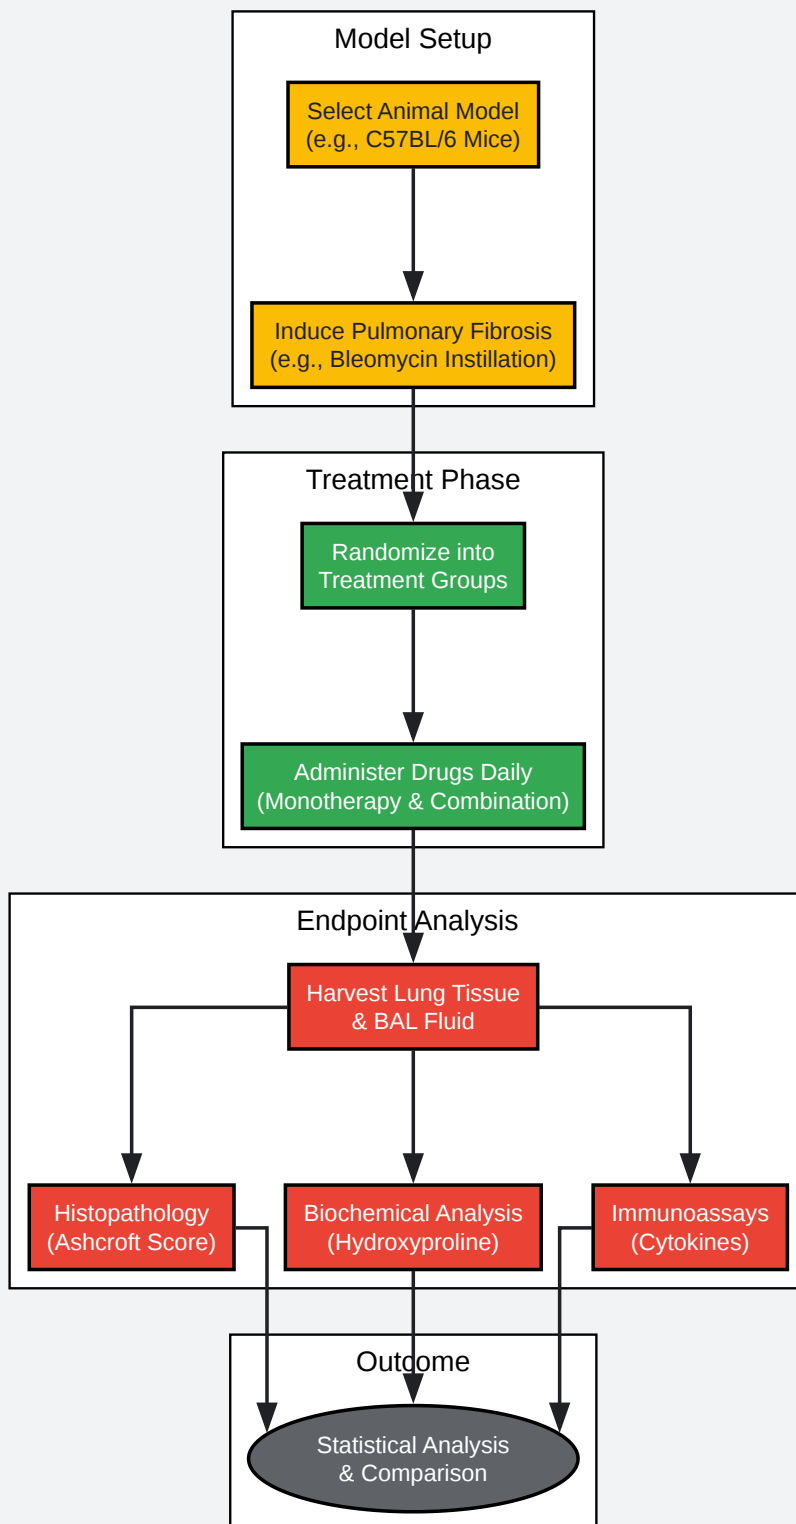 Model Setup
Select Animal Model
(e.g., C57BL/6 Mice)
Induce Pulmonary Fibrosis
(e.g., Bleomycin Instillation)
Treatment Phase
Randomize into
Treatment Groups
Administer Drugs Daily
(Monotherapy & Combination)
Endpoint Analysis
Harvest Lung Tissue
& BAL Fluid
Histopathology
(Ashcroft Score)
Biochemical Analysis
(Hydroxyproline)
Immunoassays
(Cytokines)
Outcome
Statistical Analysis
& Comparison